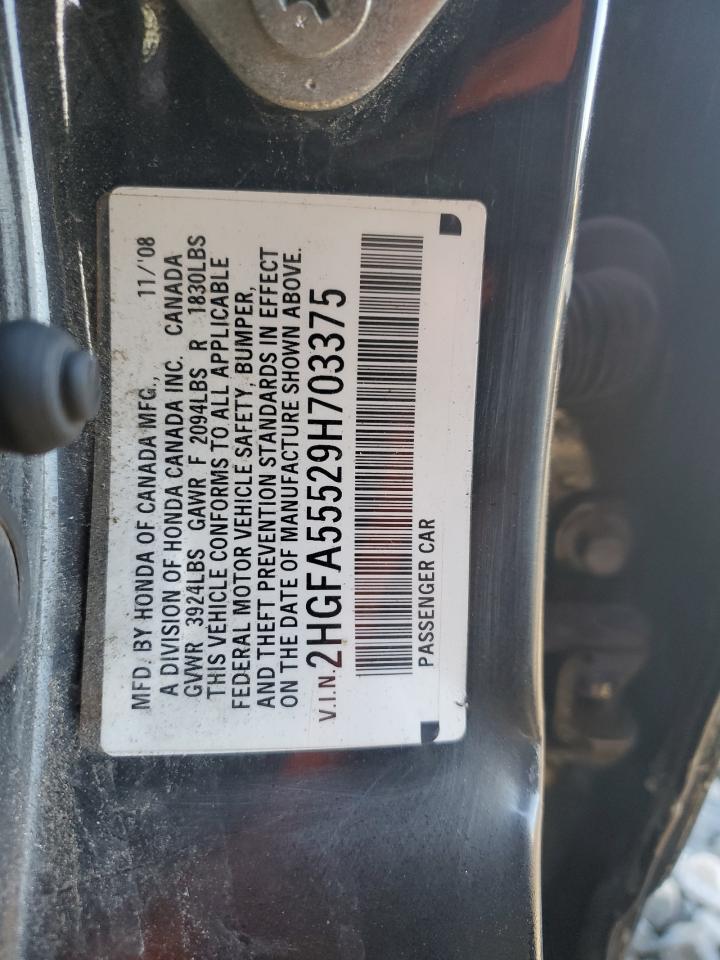 MFD. BY HONDA OF CANADA MFG., 11/'08
A DIVISION OF HONDA CANADA INC. CANADA
GVWR 3924LBS GAWR F 2094LBS R 1830LBS
THIS VEHICLE CONFORMS TO ALL APPLICABLE
FEDERAL MOTOR VEHICLE SAFETY, BUMPER,
AND THEFT PREVENTION STANDARDS IN EFFECT
ON THE DATE OF MANUFACTURE SHOWN ABOVE.
V.I.N. 2HGFA55529H703375
PASSENGER CAR